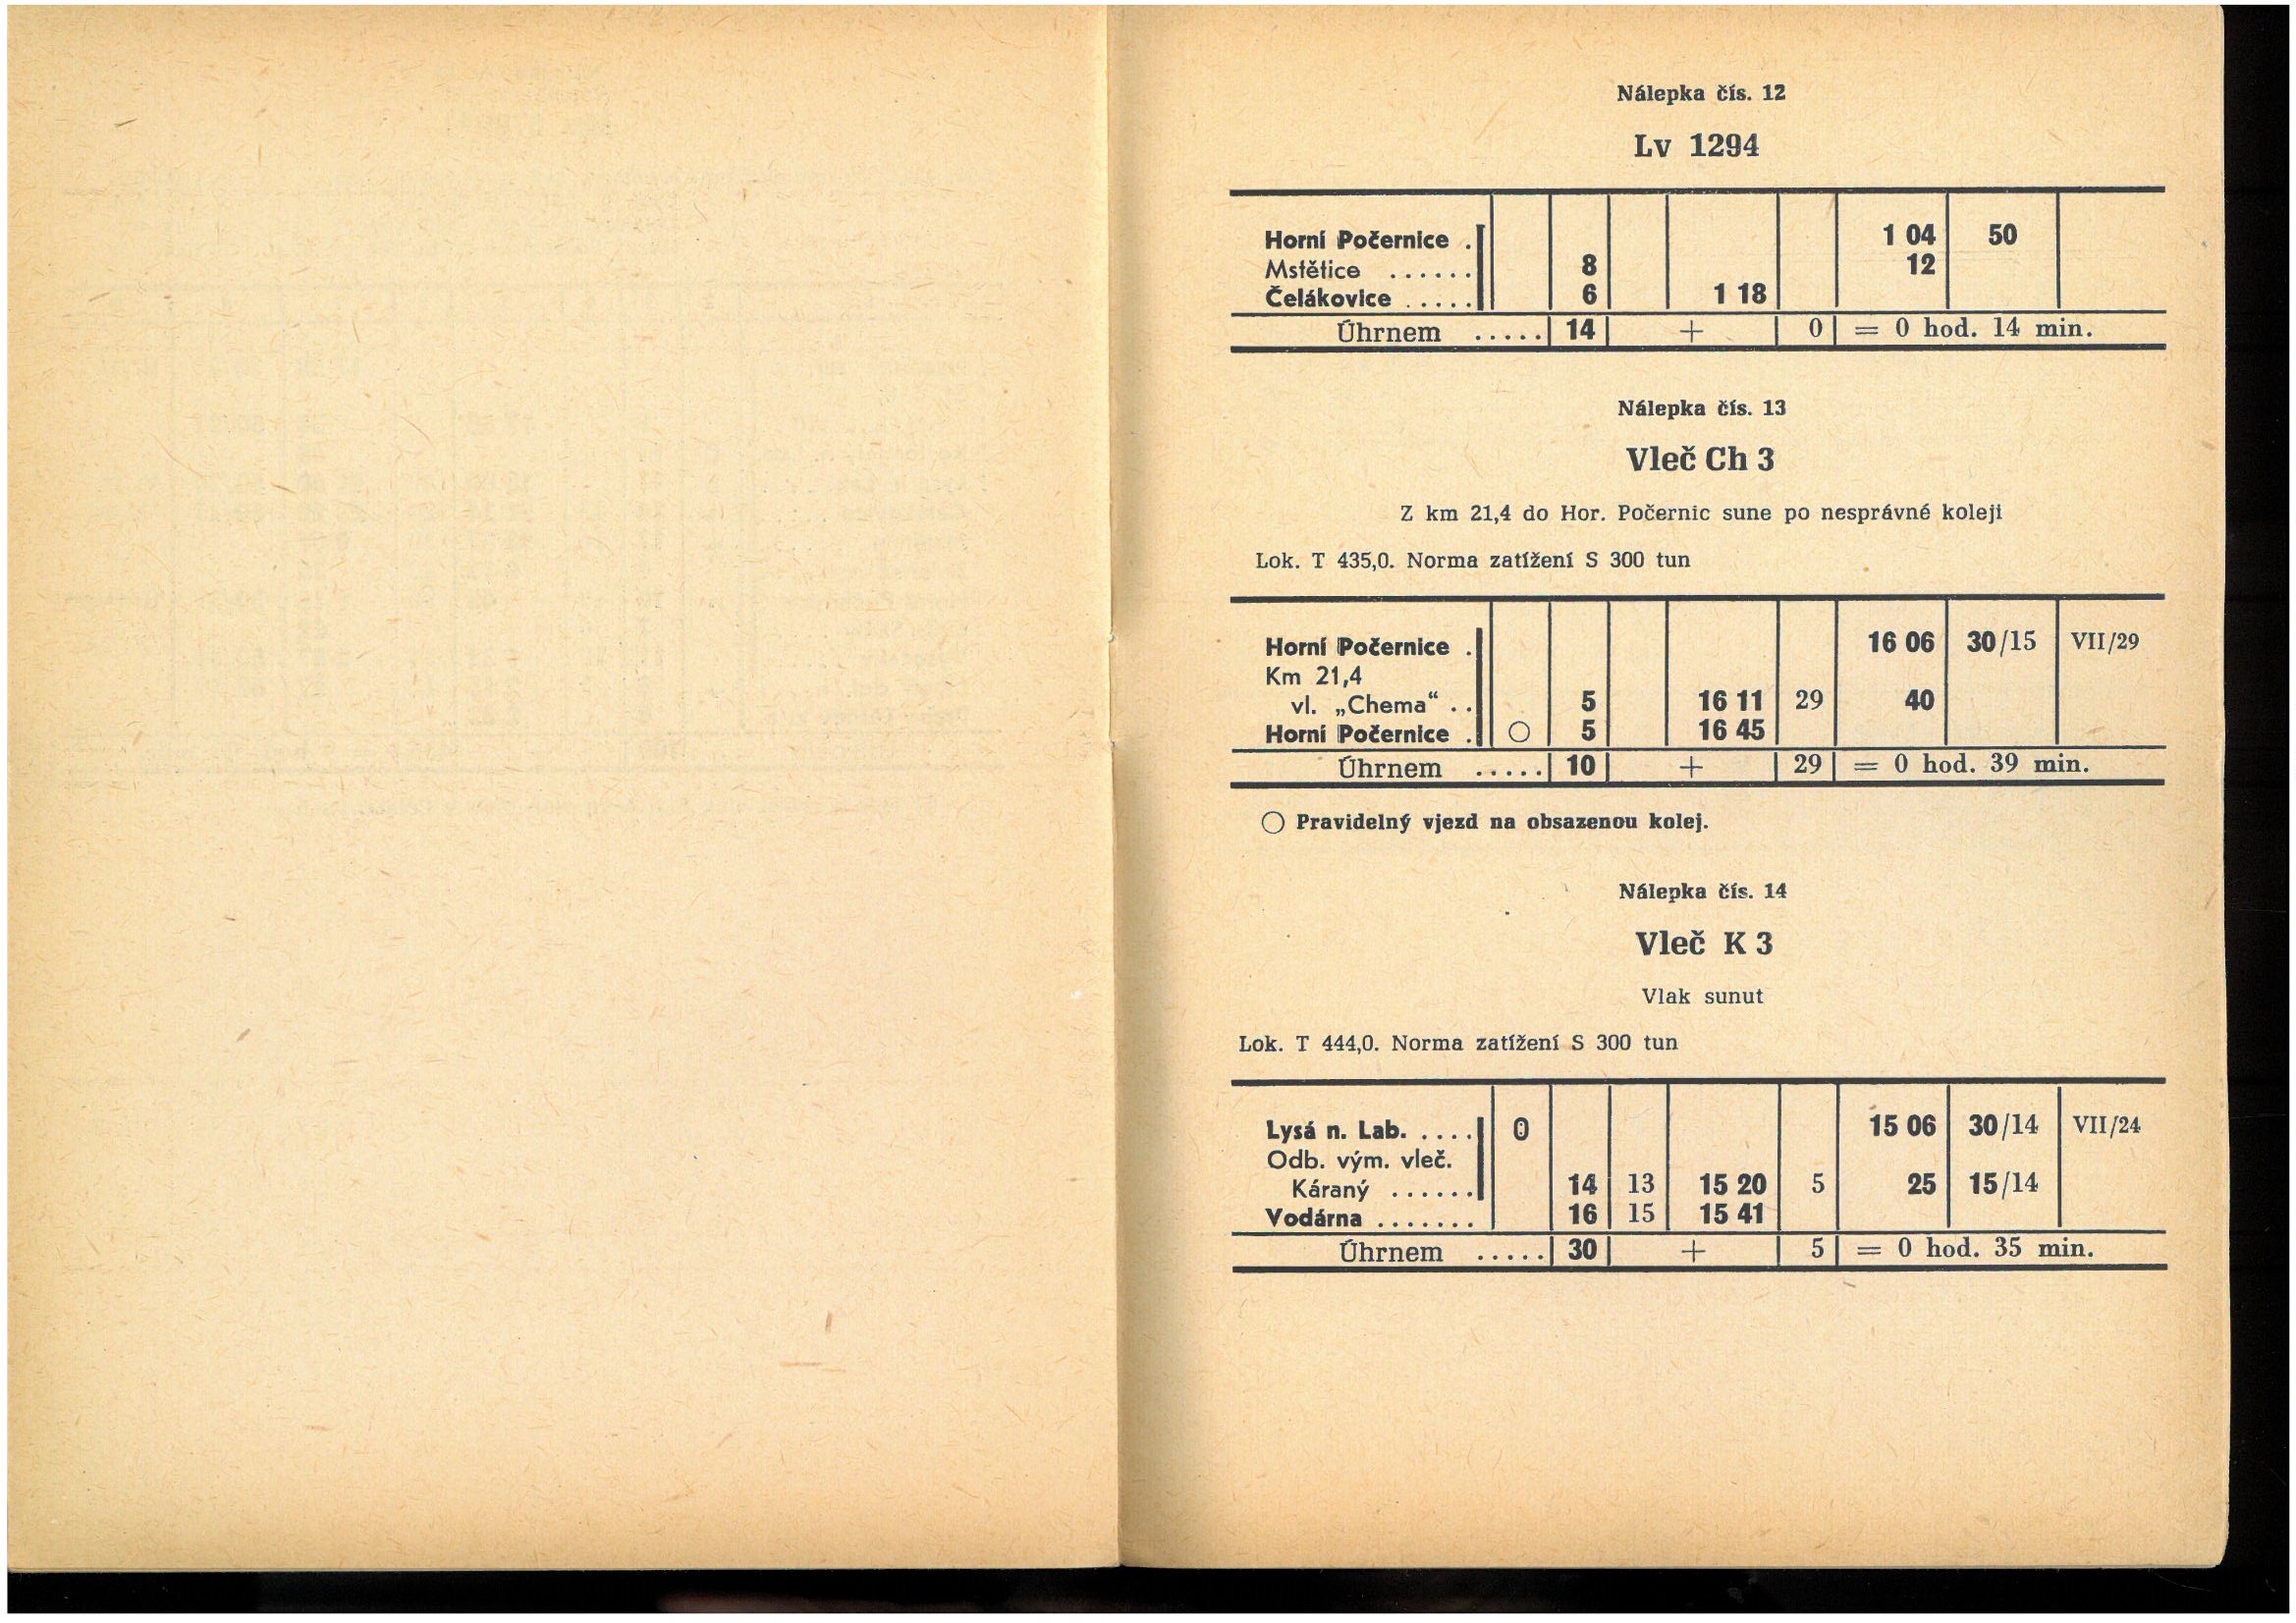 Nálepka čís. 12
Lv 1294
Horní Počernice . 1 04 50
Mstětice ...... 8 12
Čelákovice ..... 6 1 18
Úhrnem ..... 14 + 0 = 0 hod. 14 min.
Nálepka čís. 13
Vleč Ch 3
Z km 21,4 do Hor. Počernic sune po nesprávné koleji
Lok. T 435,0. Norma zatížení S 300 tun
Horní Počernice . 16 06 30/15 VII/29
Km 21,4
vl. „Chema“ .. 5 16 11 29 40
Horní Počernice . ○ 5 16 45
Úhrnem ..... 10 + 29 = 0 hod. 39 min.
○ Pravidelný vjezd na obsazenou kolej.
Nálepka čís. 14
Vleč K 3
Vlak sunut
Lok. T 444,0. Norma zatížení S 300 tun
Lysá n. Lab. .... 0 15 06 30/14 VII/24
Odb. vým. vleč.
Káraný ...... 14 13 15 20 5 25 15/14
Vodárna ....... 16 15 15 41
Úhrnem ..... 30 + 5 = 0 hod. 35 min.